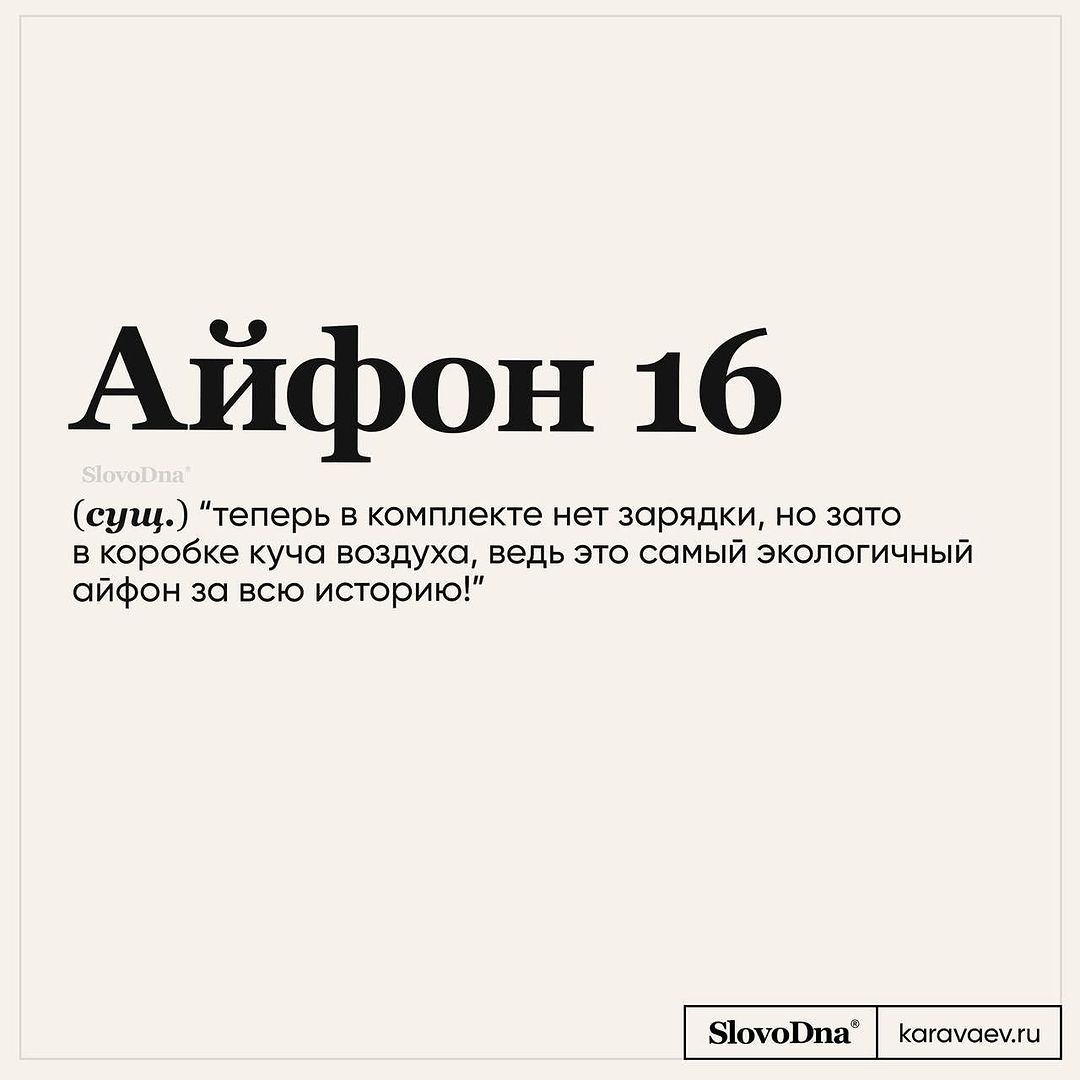 Айфон 16
SlovoDna®
(сущ.) “теперь в комплекте нет зарядки, но зато
в коробке куча воздуха, ведь это самый экологичный
айфон за всю историю!”
SlovoDna® karavaev.ru